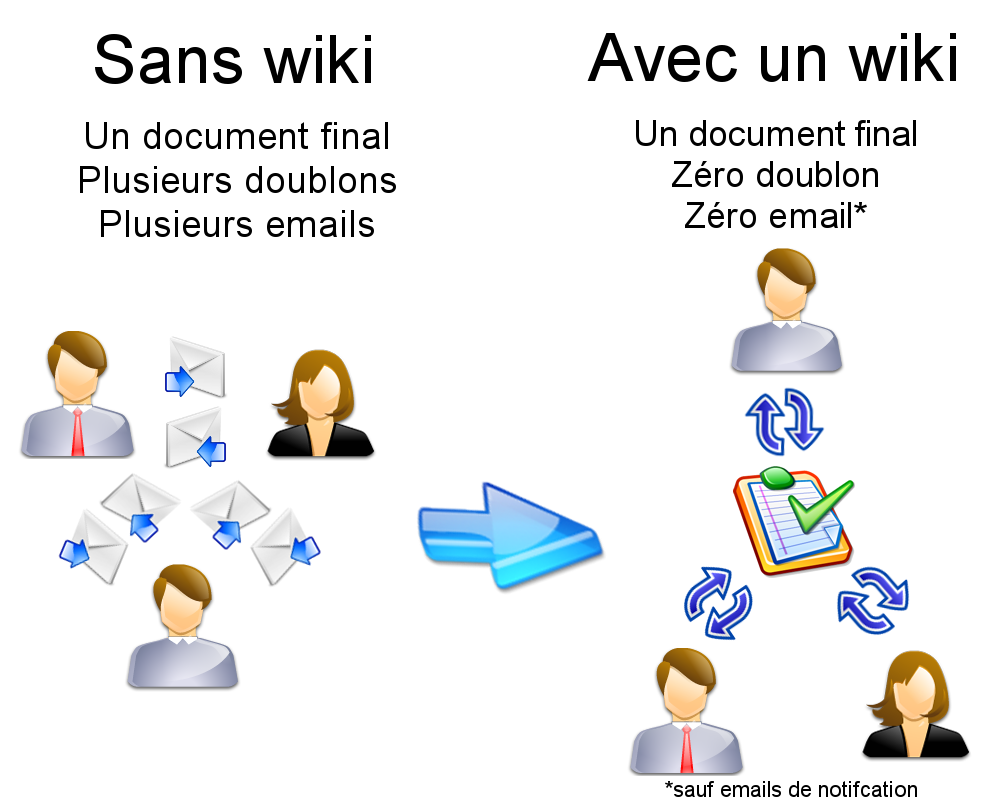 Sans wiki
Un document final
Plusieurs doublons
Plusieurs emails
Avec un wiki
Un document final
Zéro doublon
Zéro email*
*sauf emails de notifcation